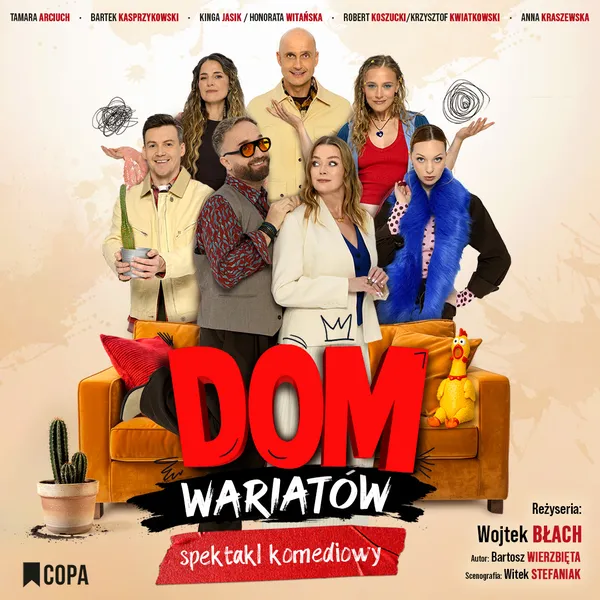 TAMARA ARCIUCH · BARTEK KASPRZYKOWSKI · KINGA JASIK / HONORATA WITAŃSKA · ROBERT KOSZUCKI/KRZYSZTOF KWIATKOWSKI · ANNA KRASZEWSKA
DOM
WARIATÓW
spektakl komediowy
Reżyseria:
Wojtek BŁACH
Autor: Bartosz WIERZBIĘTA
Scenografia: Witek STEFANIAK
COPA